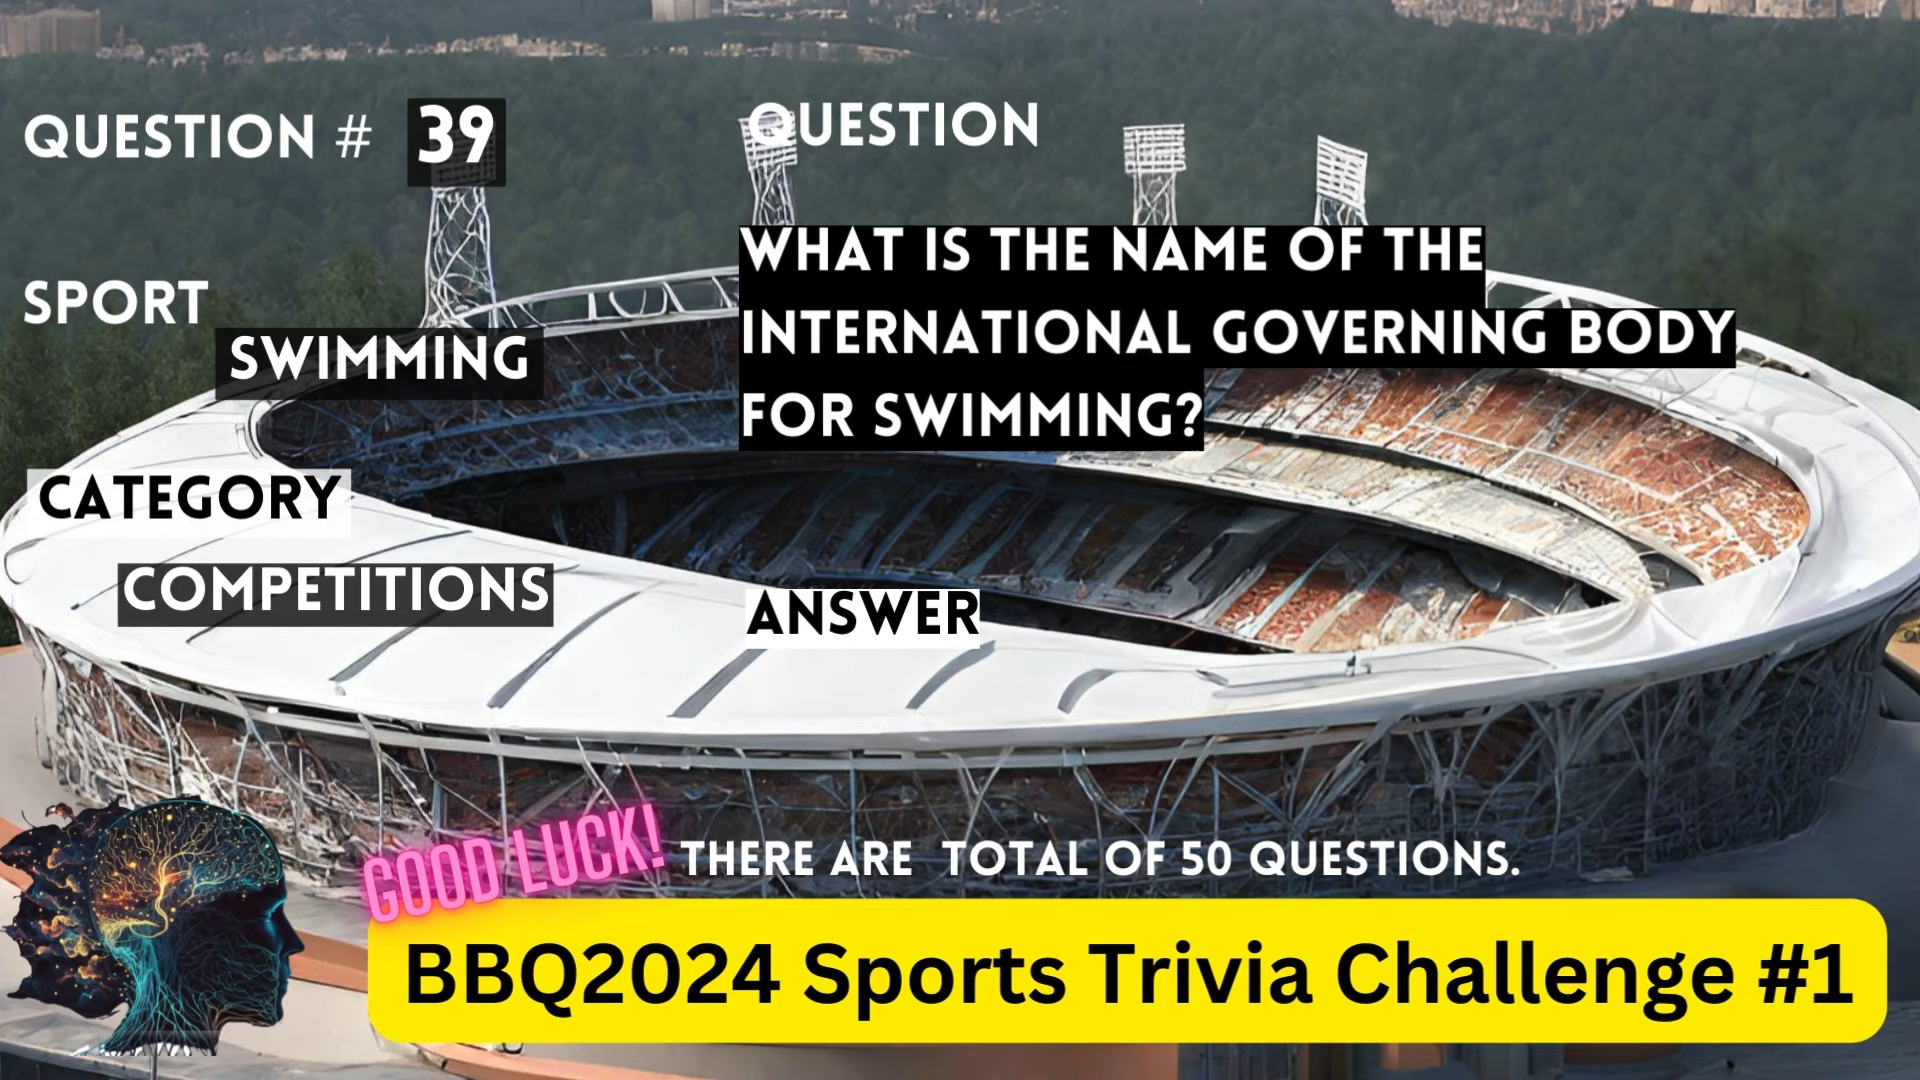 QUESTION # 39
SPORT
SWIMMING
CATEGORY
COMPETITIONS
QUESTION
WHAT IS THE NAME OF THE
INTERNATIONAL GOVERNING BODY
FOR SWIMMING?
ANSWER
GOOD LUCK!
THERE ARE TOTAL OF 50 QUESTIONS.
BBQ2024 Sports Trivia Challenge #1